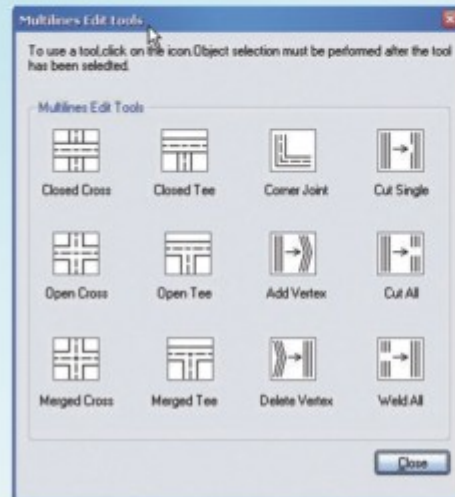 Multilines Edit tools
To use a tool,click on the icon.Object selection must be performed after the tool
has been seledted.
Multilines Edit Tools
Closed Cross Closed Tee Corner Joint Cut Single
Open Cross Open Tee Add Vertex Cut All
Merged Cross Merged Tee Delete Vertex Weld All
Close